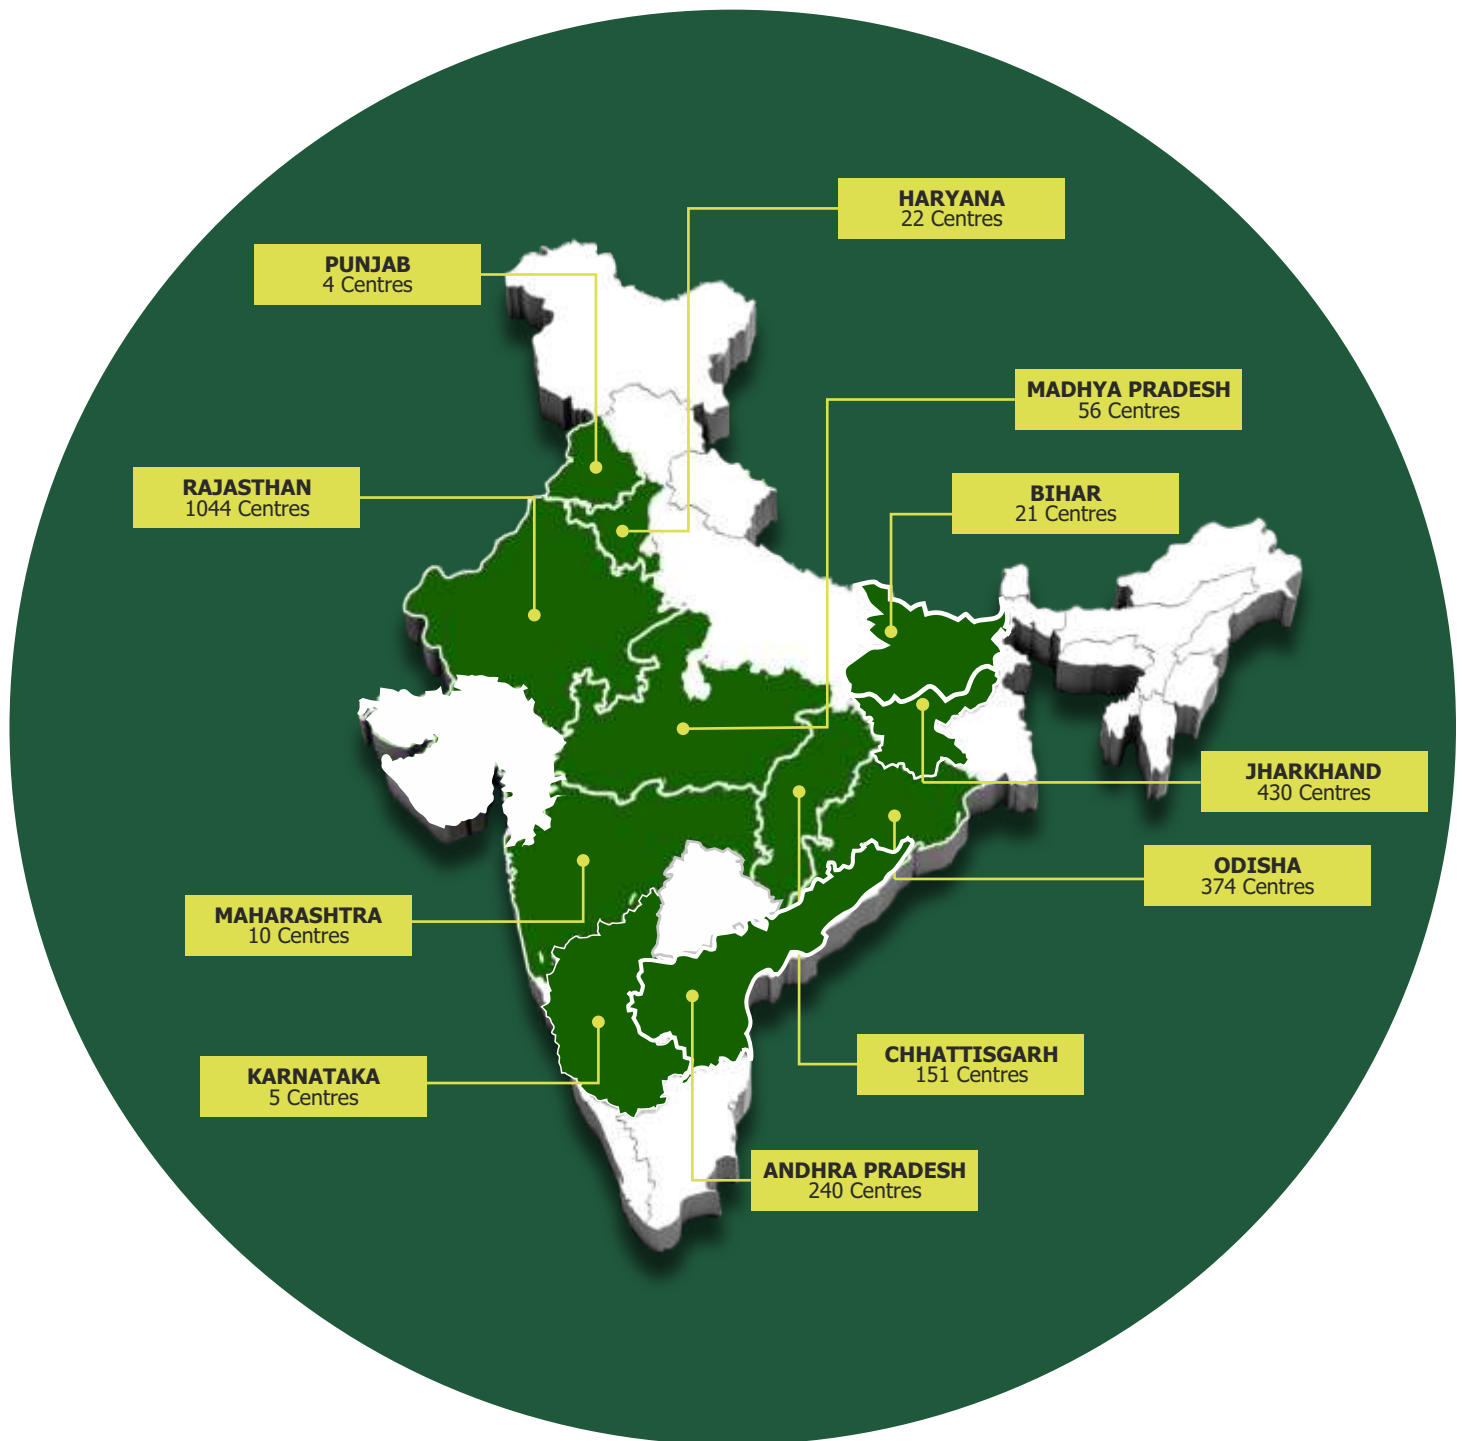 HARYANA
22 Centres
PUNJAB
4 Centres
MADHYA PRADESH
56 Centres
RAJASTHAN
1044 Centres
BIHAR
21 Centres
JHARKHAND
430 Centres
ODISHA
374 Centres
MAHARASHTRA
10 Centres
CHHATTISGARH
151 Centres
KARNATAKA
5 Centres
ANDHRA PRADESH
240 Centres